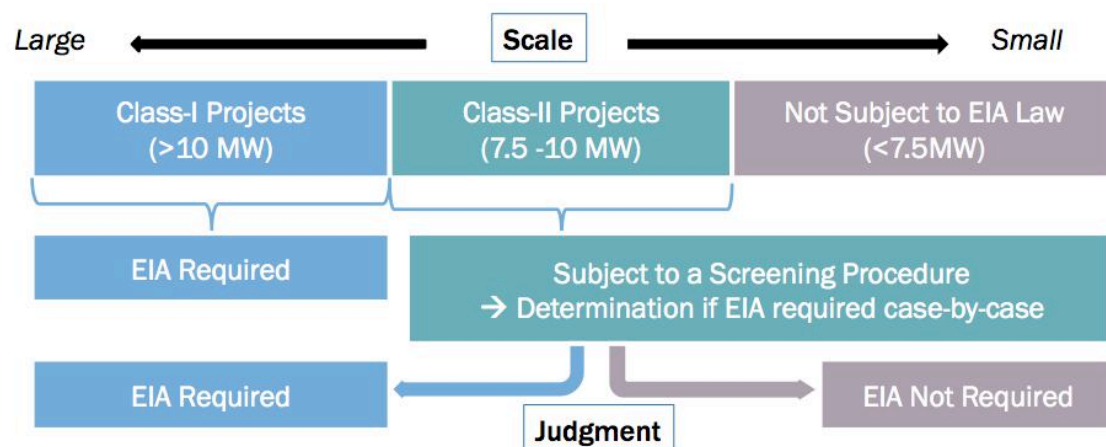 Large
Scale
Small
Class-I Projects
(>10 MW)
Class-II Projects
(7.5 -10 MW)
Not Subject to EIA Law
(<7.5MW)
EIA Required
Subject to a Screening Procedure
→ Determination if EIA required case-by-case
EIA Required
EIA Not Required
Judgment